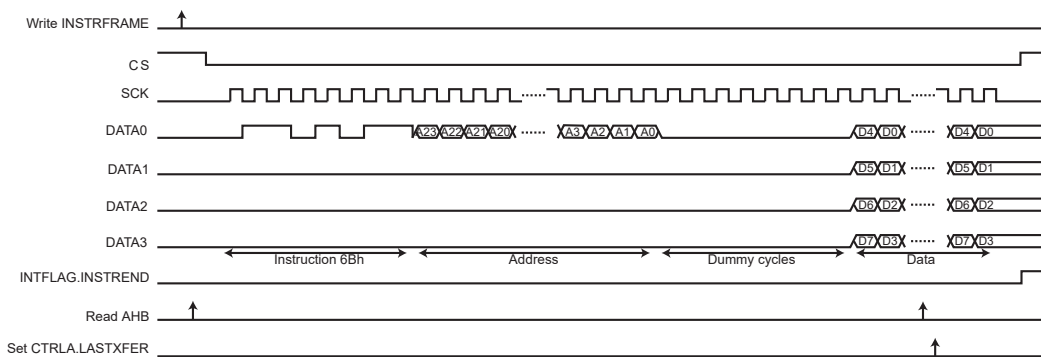 Write INSTRFRAME
CS
SCK
DATA0 A23 A22 A21 A20 A3 A2 A1 A0 D4 D0 D4 D0
DATA1 D5 D1 D5 D1
DATA2 D6 D2 D6 D2
DATA3 D7 D3 D7 D3
Instruction 6Bh Address Dummy cycles Data
INTFLAG.INSTREND
Read AHB
Set CTRLA.LASTXFER